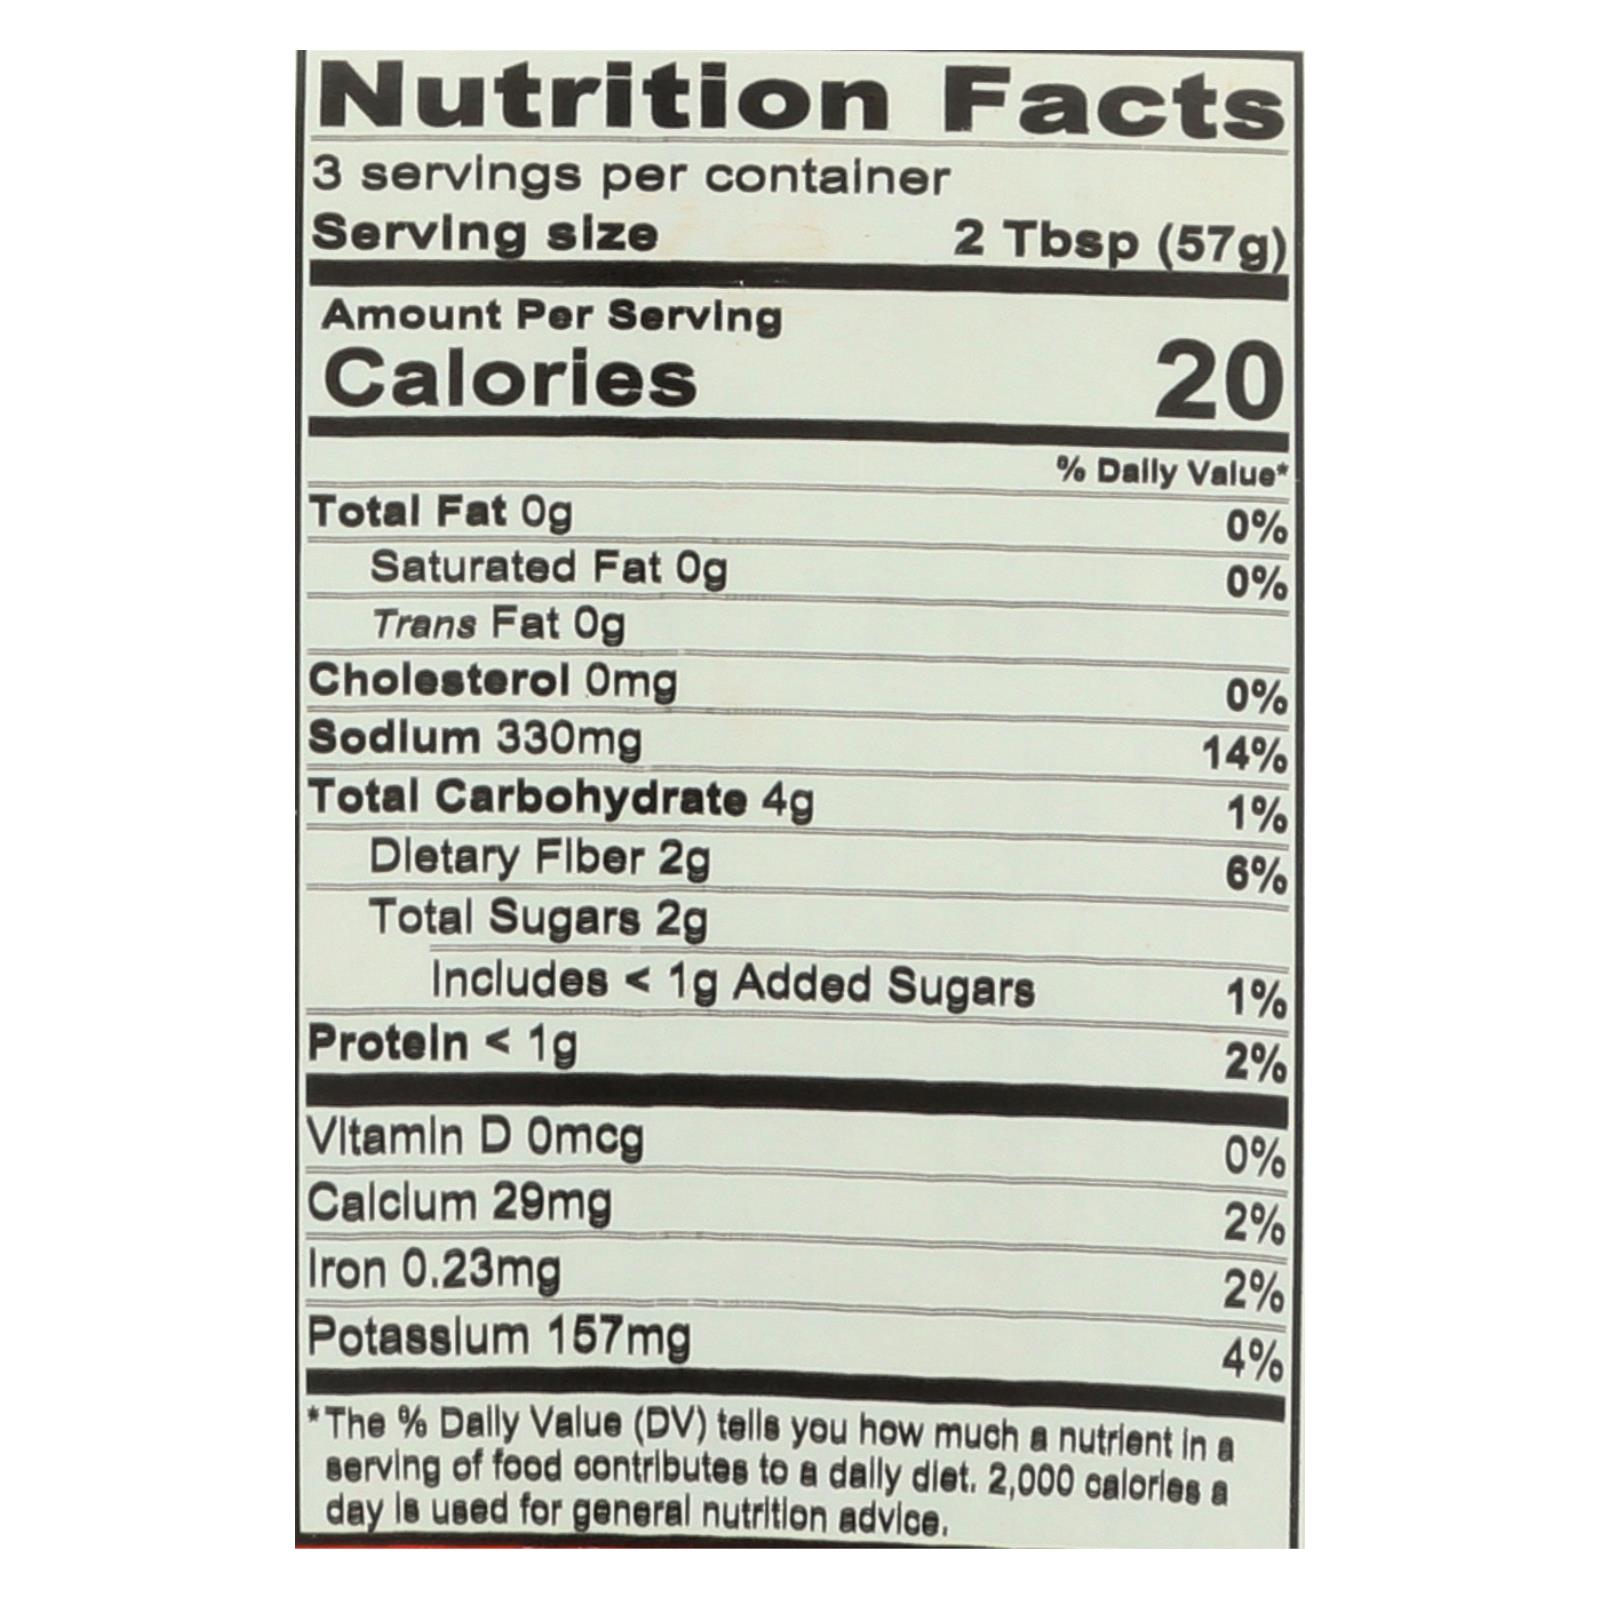 Nutrition Facts
3 servings per container
Serving size 2 Tbsp (57g)
Amount Per Serving
Calories 20
% Daily Value*
Total Fat 0g 0%
Saturated Fat 0g 0%
Trans Fat 0g
Cholesterol 0mg 0%
Sodium 330mg 14%
Total Carbohydrate 4g 1%
Dietary Fiber 2g 6%
Total Sugars 2g
Includes < 1g Added Sugars 1%
Protein < 1g 2%
Vitamin D 0mcg 0%
Calcium 29mg 2%
Iron 0.23mg 2%
Potassium 157mg 4%
*The % Daily Value (DV) tells you how much a nutrient in a
serving of food contributes to a daily diet. 2,000 calories a
day is used for general nutrition advice.